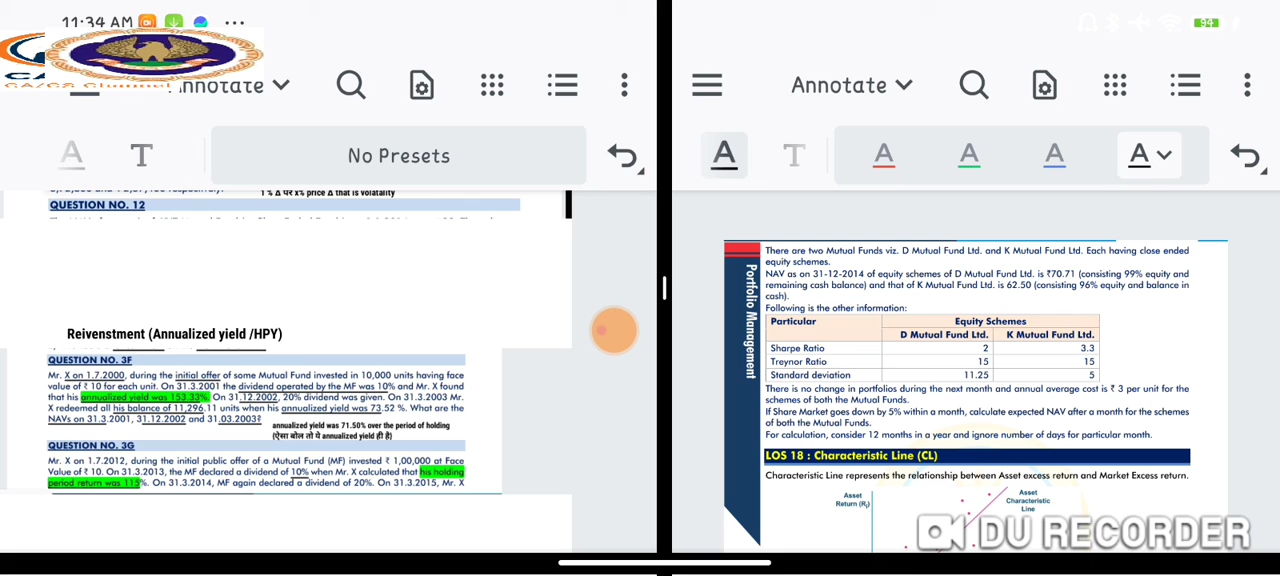 11:34 AM
94
Annotate
Annotate
A T No Presets
A T A A A A
1 % Δ पर x% price Δ that is volatality
QUESTION NO. 12
Reivenstment (Annualized yield /HPY)
QUESTION NO. 3F
Mr. X on 1.7.2000, during the initial offer of some Mutual Fund invested in 10,000 units having face
value of ₹ 10 for each unit. On 31.3.2001 the dividend operated by the MF was 10% and Mr. X found
that his annualized yield was 153.33%. On 31.12.2002, 20% dividend was given. On 31.3.2003 Mr.
X redeemed all his balance of 11,296.11 units when his annualized yield was 73.52 %. What are the
NAVs on 31.3.2001, 31.12.2002 and 31.03.2003?
annualized yield was 71.50% over the period of holding
(ऐसा बोल तो ये annualized yield ही है)
QUESTION NO. 3G
Mr. X on 1.7.2012, during the initial public offer of a Mutual Fund (MF) invested ₹ 1,00,000 at Face
Value of ₹ 10. On 31.3.2013, the MF declared a dividend of 10% when Mr. X calculated that his holding
period return was 115%. On 31.3.2014, MF again declared a dividend of 20%. On 31.3.2015, Mr. X
Portfolio Management
There are two Mutual Funds viz. D Mutual Fund Ltd. and K Mutual Fund Ltd. Each having close ended
equity schemes.
NAV as on 31-12-2014 of equity schemes of D Mutual Fund Ltd. is ₹70.71 (consisting 99% equity and
remaining cash balance) and that of K Mutual Fund Ltd. is 62.50 (consisting 96% equity and balance in
cash).
Following is the other information:
Particular Equity Schemes
D Mutual Fund Ltd. K Mutual Fund Ltd.
Sharpe Ratio 2 3.3
Treynor Ratio 15 15
Standard deviation 11.25 5
There is no change in portfolios during the next month and annual average cost is ₹ 3 per unit for the
schemes of both the Mutual Funds.
If Share Market goes down by 5% within a month, calculate expected NAV after a month for the schemes
of both the Mutual Funds.
For calculation, consider 12 months in a year and ignore number of days for particular month.
LOS 18 : Characteristic Line (CL)
Characteristic Line represents the relationship between Asset excess return and Market Excess return.
Asset
Return (Rj)
Asset
Characteristic
Line
DU RECORDER